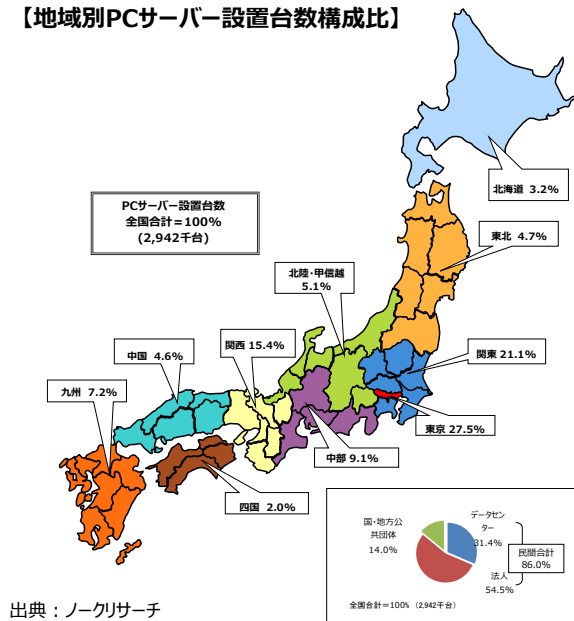 【地域別PCサーバー設置台数構成比】
北海道 3.2%
PCサーバー設置台数
全国合計=100%
(2,942千台)
東北 4.7%
北陸・甲信越
5.1%
関西 15.4%
中国 4.6%
関東 21.1%
九州 7.2%
東京 27.5%
中部 9.1%
四国 2.0%
国・地方公
共団体
14.0%
データセン
ター
31.4%
民間合計
86.0%
法人
54.5%
全国合計=100%（2,942千台）
出典：ノークリサーチ